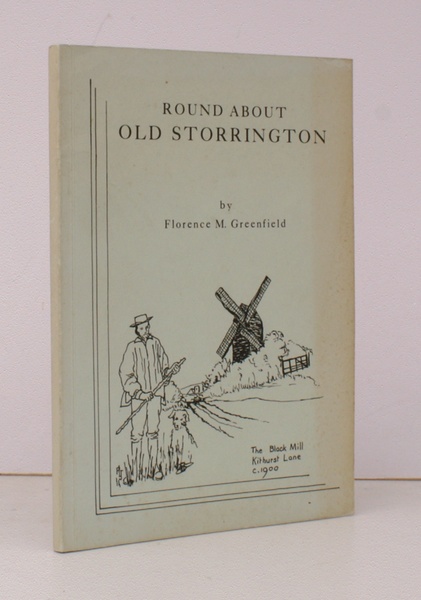 ROUND ABOUT
OLD STORRINGTON
by
Florence M. Greenfield
The Black Mill
Kithurst Lane
c.1900